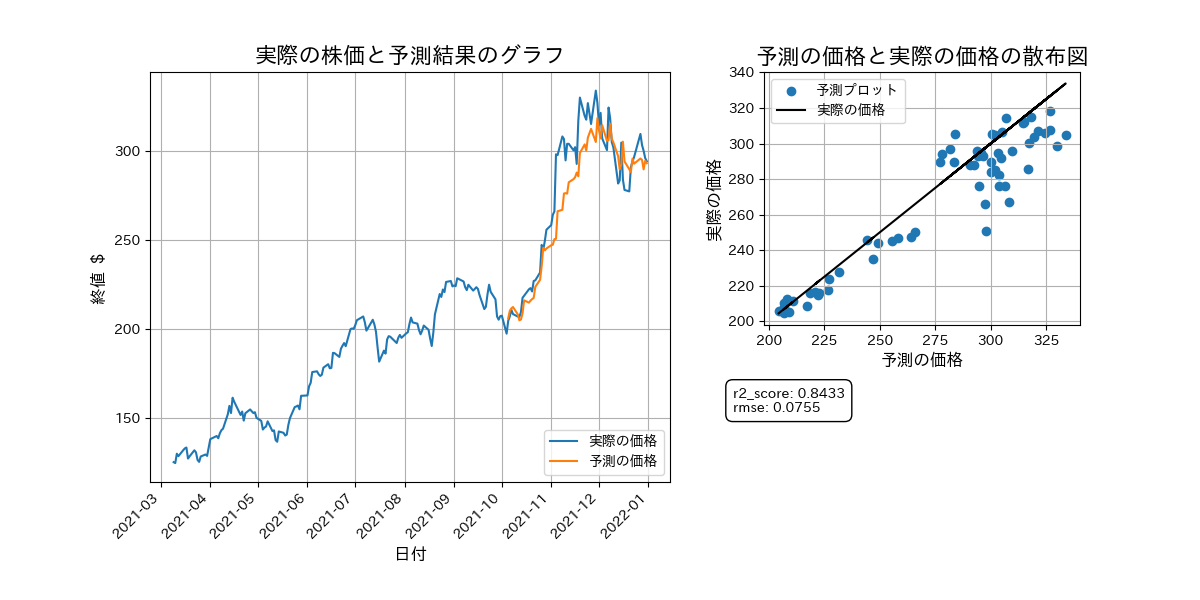 実際の株価と予測結果のグラフ
終値 $
300
250
200
150
実際の価格
予測の価格
2021-03
2021-04
2021-05
2021-06
2021-07
2021-08
2021-09
2021-10
2021-11
2021-12
2022-01
日付
予測の価格と実際の価格の散布図
実際の価格
340
320
300
280
260
240
220
200
予測プロット
実際の価格
200
225
250
275
300
325
予測の価格
r2_score: 0.8433
rmse: 0.0755